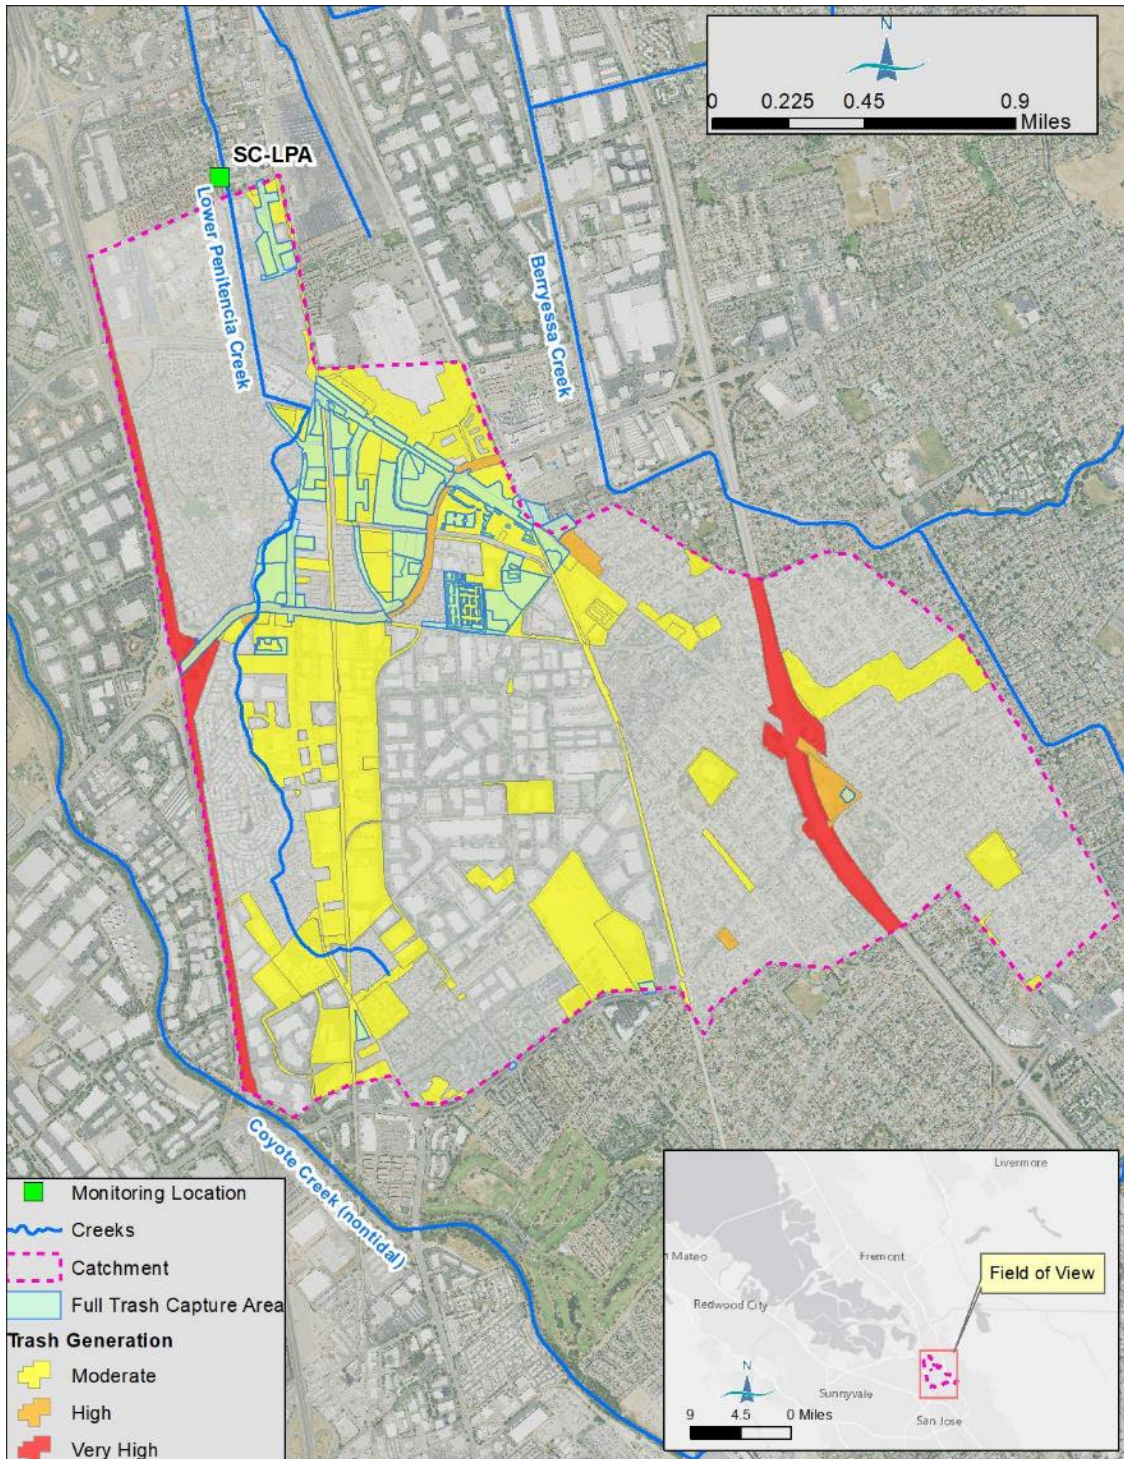 N
0 0.225 0.45 0.9
Miles
SC-LPA
Lower Penitencia Creek
Berryessa Creek
Coyote Creek (nontidal)
Monitoring Location
Creeks
Catchment
Full Trash Capture Area
Trash Generation
Moderate
High
Very High
Livermore
n Mateo
Fremont
Field of View
Redwood City
N
Sunnyvale
9 4.5 0 Miles
San Jose